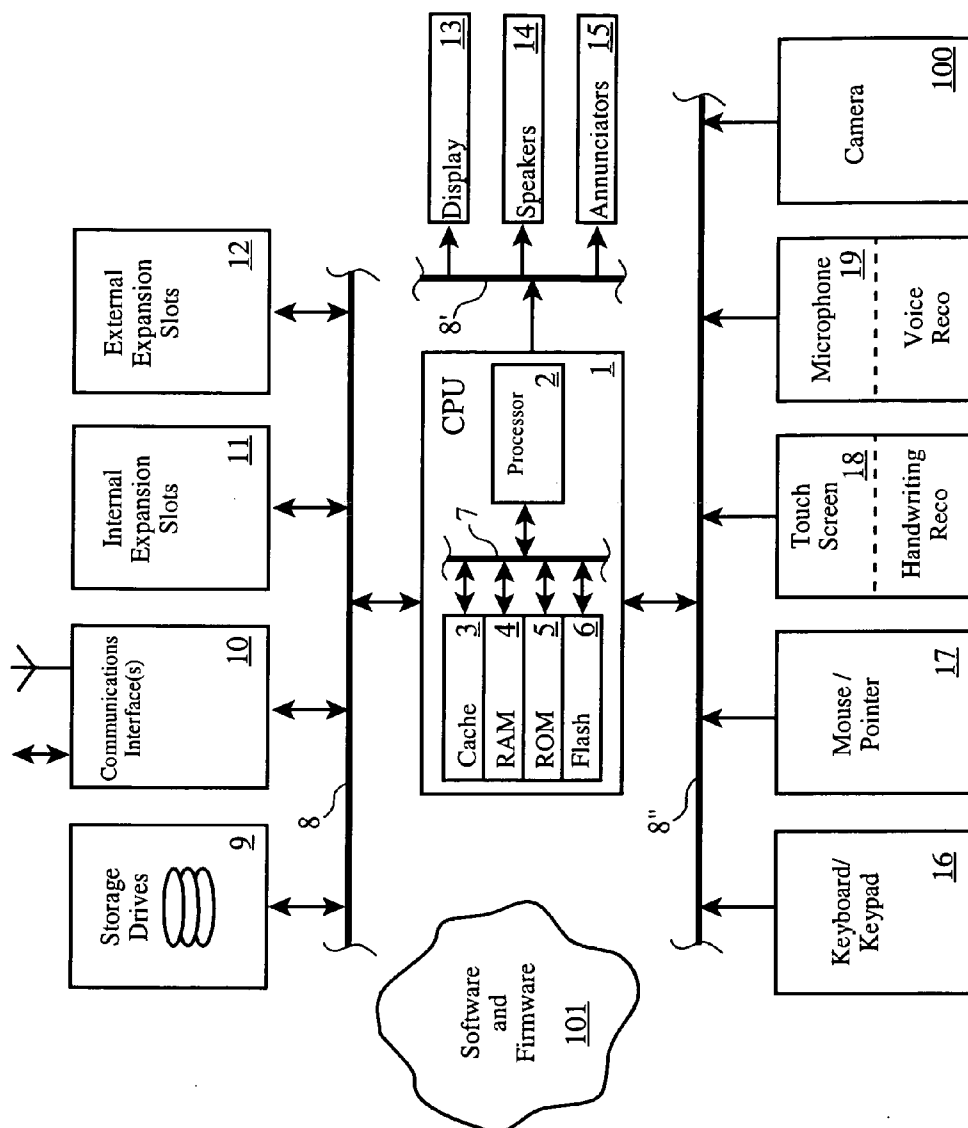 Storage
Drives
9
Communications
Interface(s)
10
Internal
Expansion
Slots
11
External
Expansion
Slots
12
8
CPU
1
Processor
2
7
Cache
3
RAM
4
ROM
5
Flash
6
8'
Display
13
Speakers
14
Annunciators
15
Software
and
Firmware
101
8"
Keyboard/
Keypad
16
Mouse /
Pointer
17
Touch
Screen
18
Handwriting
Reco
Microphone
19
Voice
Reco
Camera
100